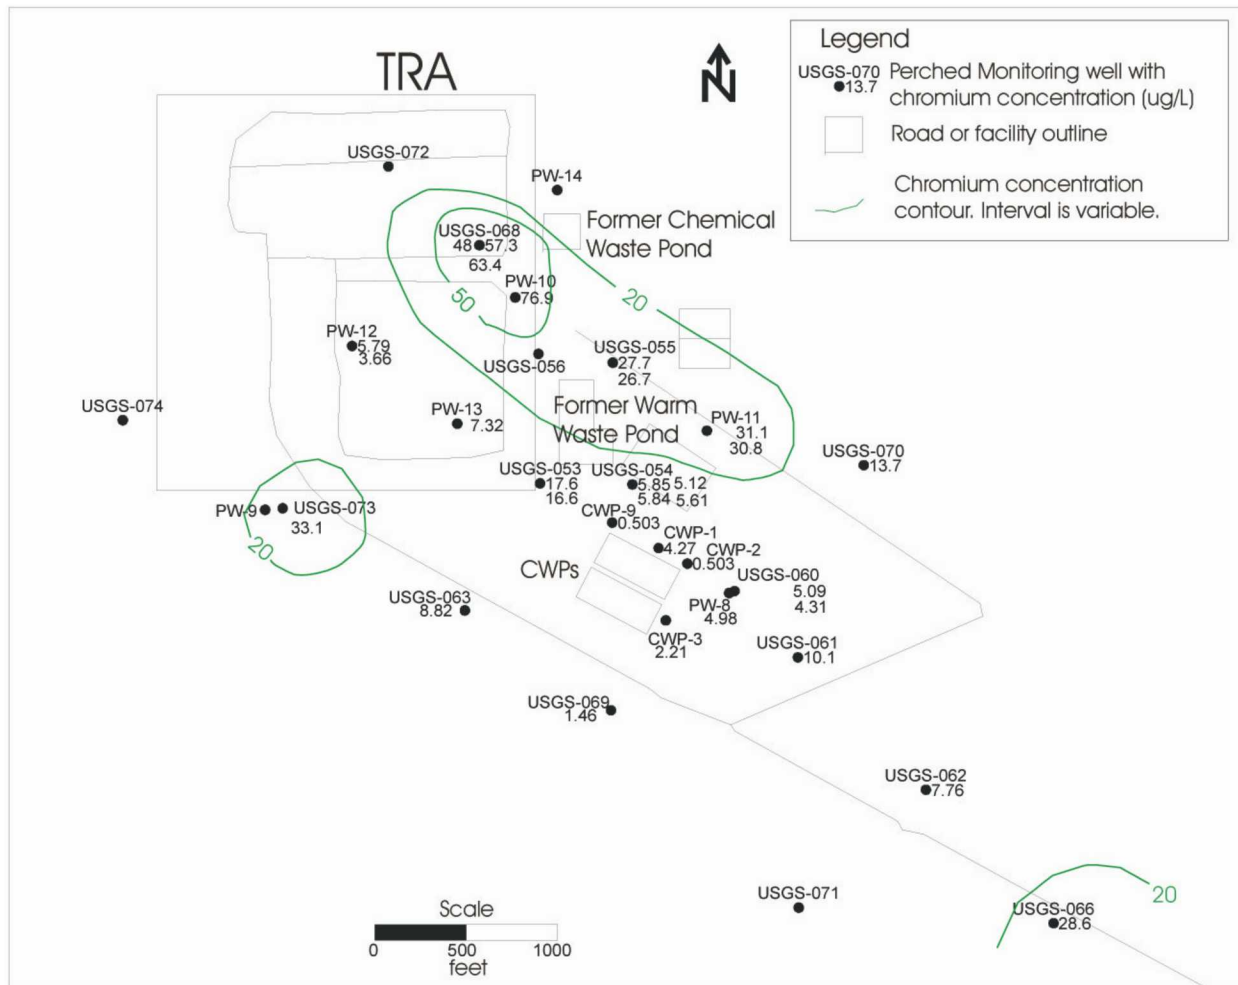 TRA
N
Legend
USGS-070 Perched Monitoring well with
13.7 chromium concentration (ug/L)
Road or facility outline
Chromium concentration
contour. Interval is variable.
USGS-072
PW-14
Former Chemical
Waste Pond
USGS-068
48 57.3
63.4
PW-10
76.9
50
20
PW-12
5.79
3.66
USGS-056
USGS-055
27.7
26.7
USGS-074
PW-13
7.32
Former Warm
Waste Pond
PW-11
31.1
30.8
USGS-070
13.7
USGS-053
17.6
16.6
USGS-054
5.85 5.12
5.84 5.61
PW-9
USGS-073
33.1
20
CWP-9
0.503
CWP-1
4.27
CWP-2
0.503
CWPs
USGS-060
5.09
4.31
PW-8
4.98
USGS-063
8.82
CWP-3
2.21
USGS-061
10.1
USGS-069
1.46
USGS-062
7.76
USGS-071
20
USGS-066
28.6
Scale
0 500 1000
feet